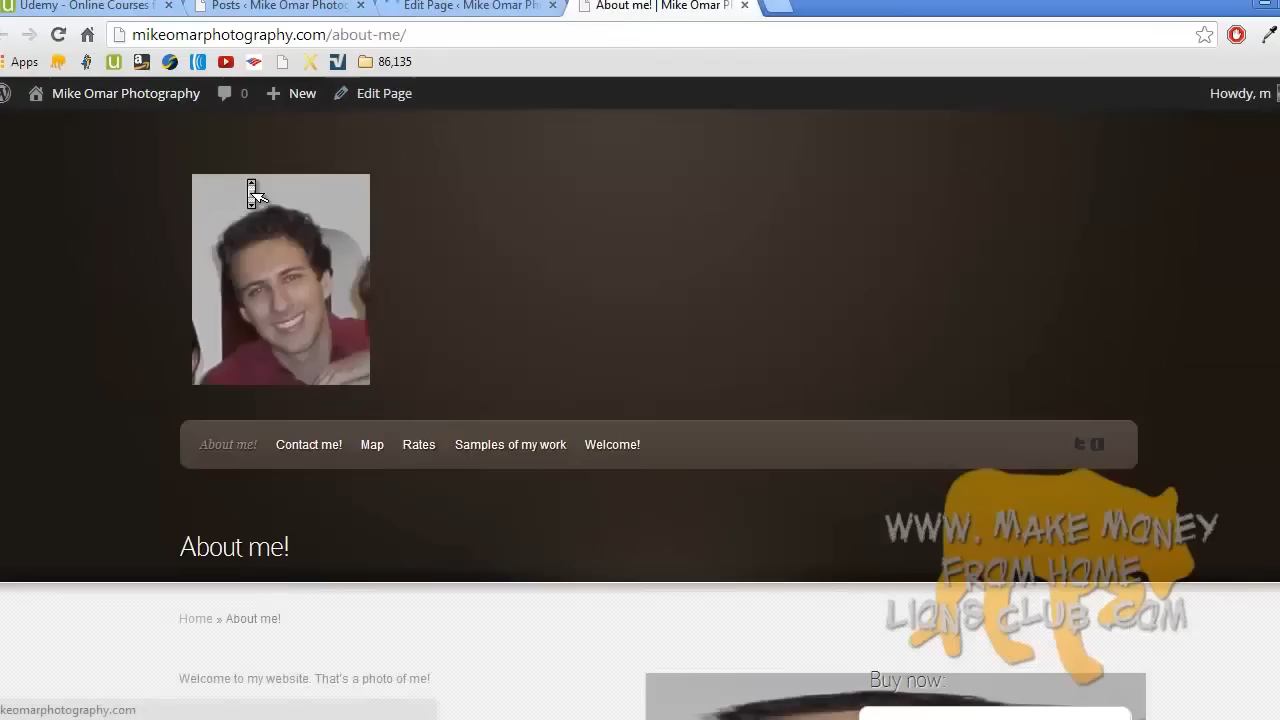 Udemy - Online Courses f
Posts ‹ Mike Omar Photog
Edit Page ‹ Mike Omar Ph
About me! | Mike Omar P
mikeomarphotography.com/about-me/
Apps
86,135
Mike Omar Photography
0
New
Edit Page
Howdy, m
About me!
Contact me!
Map
Rates
Samples of my work
Welcome!
About me!
WWW. MAKE MONEY
FROM HOME
LIONS CLUB .COM
Home » About me!
Welcome to my website. That's a photo of me!
Buy now:
keomarphotography.com